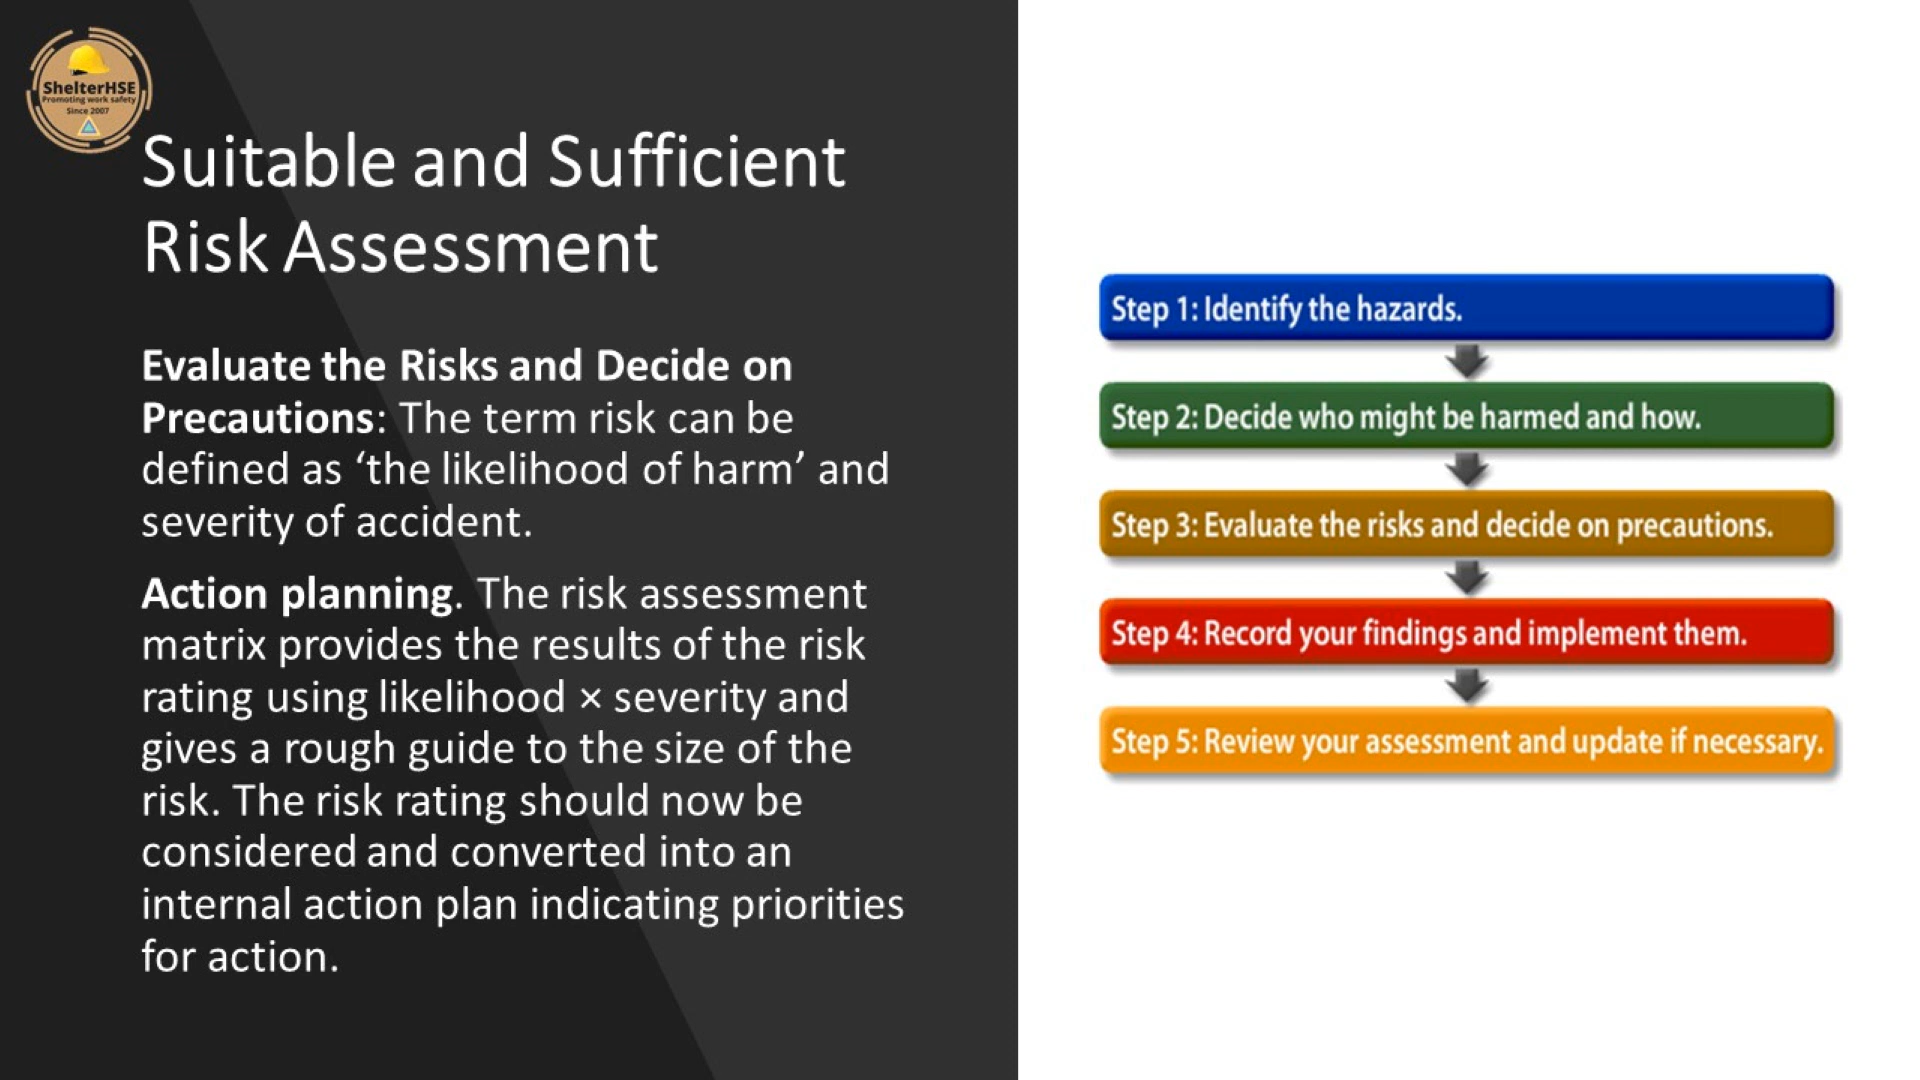 ShelterHSE
Promoting work safety
Since 2007
Suitable and Sufficient
Risk Assessment
Evaluate the Risks and Decide on
Precautions: The term risk can be
defined as ‘the likelihood of harm’ and
severity of accident.
Action planning. The risk assessment
matrix provides the results of the risk
rating using likelihood × severity and
gives a rough guide to the size of the
risk. The risk rating should now be
considered and converted into an
internal action plan indicating priorities
for action.
Step 1: Identify the hazards.
Step 2: Decide who might be harmed and how.
Step 3: Evaluate the risks and decide on precautions.
Step 4: Record your findings and implement them.
Step 5: Review your assessment and update if necessary.